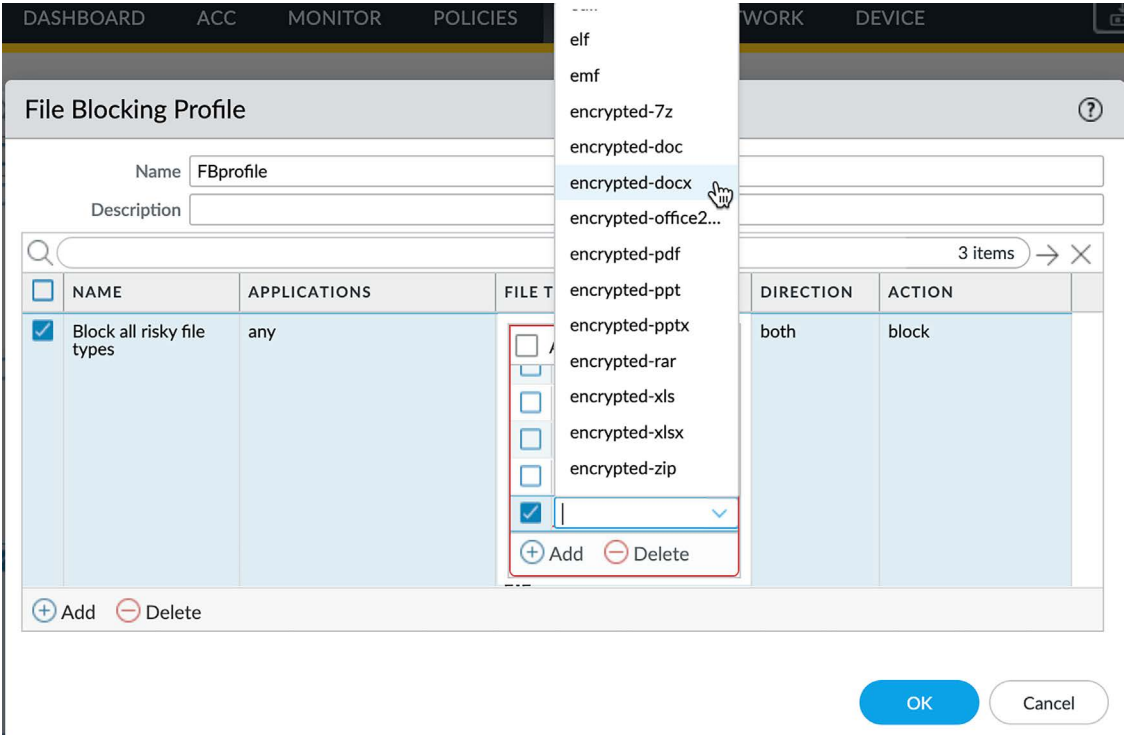 DASHBOARD ACC MONITOR POLICIES WORK DEVICE
elf
emf
File Blocking Profile
encrypted-7z
encrypted-doc
Name FBprofile
encrypted-docx
Description
encrypted-office2...
encrypted-pdf
3 items
NAME APPLICATIONS FILE T DIRECTION ACTION
encrypted-ppt
encrypted-pptx
Block all risky file
types
any
both
block
encrypted-rar
encrypted-xls
encrypted-xlsx
encrypted-zip
Add Delete
Add Delete
OK Cancel